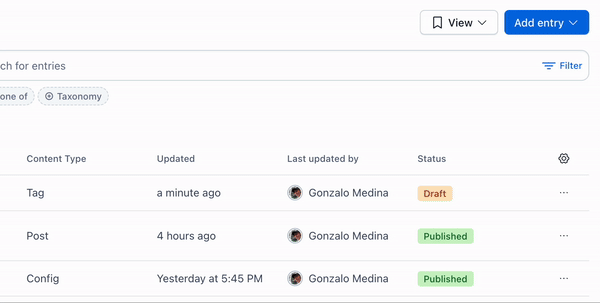 View
Add entry
ch for entries
Filter
one of
Taxonomy
Content Type Updated Last updated by Status
Tag a minute ago Gonzalo Medina Draft
Post 4 hours ago Gonzalo Medina Published
Config Yesterday at 5:45 PM Gonzalo Medina Published